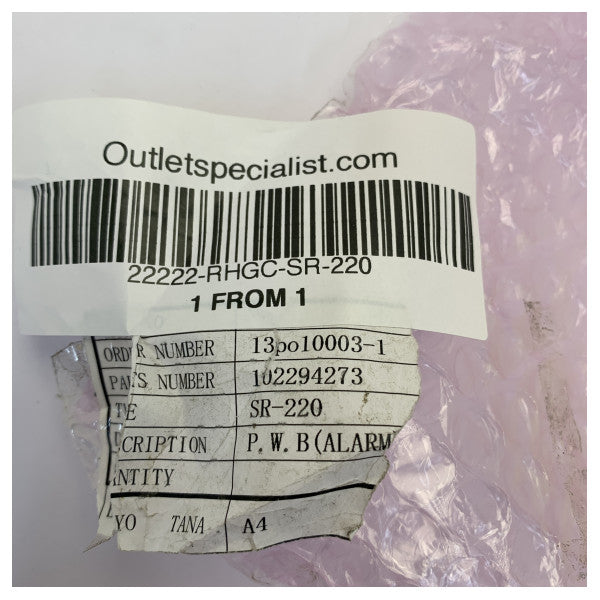 Outletspecialist.com
22222-RHGC-SR-220
1 FROM 1
ORDER NUMBER 13po10003-1
PARTS NUMBER 102294273
SR-220
CRIPTION P.W.B(ALARM
NTITY
YO TANA A4